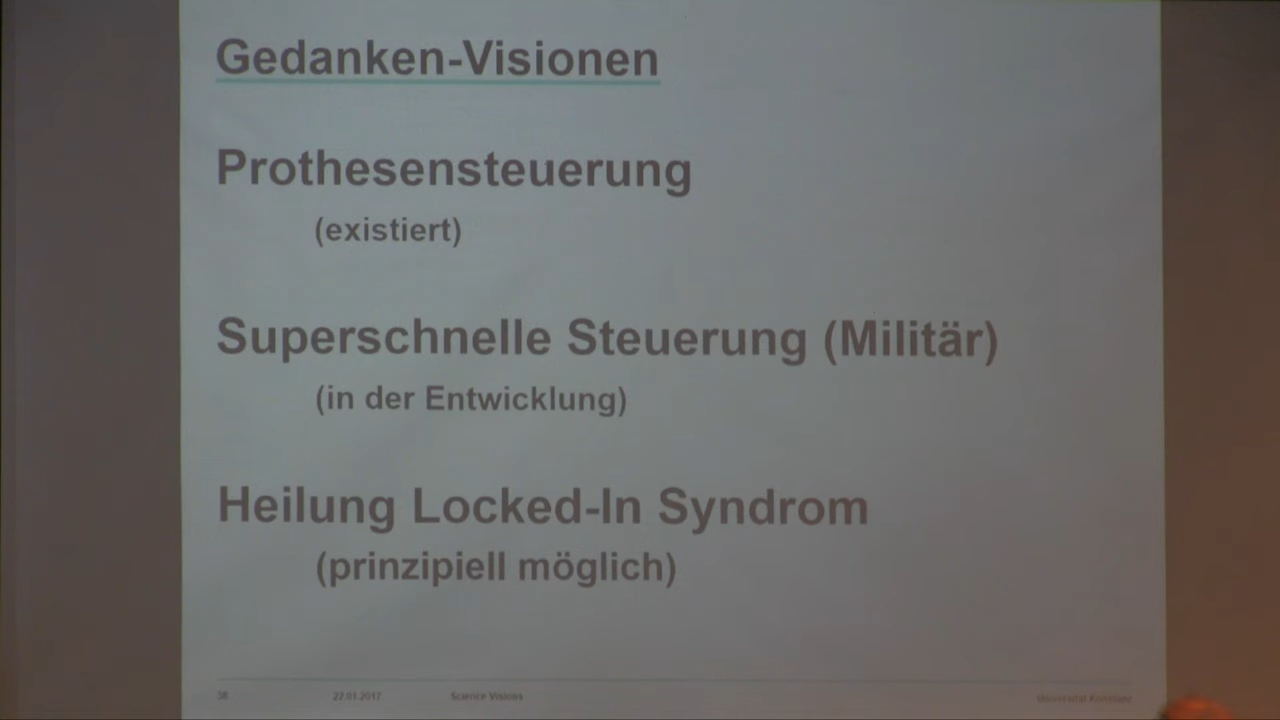 Gedanken-Visionen
Prothesensteuerung
(existiert)
Superschnelle Steuerung (Militär)
(in der Entwicklung)
Heilung Locked-In Syndrom
(prinzipiell möglich)
38 22.01.2017 Science Visions Universität Konstanz